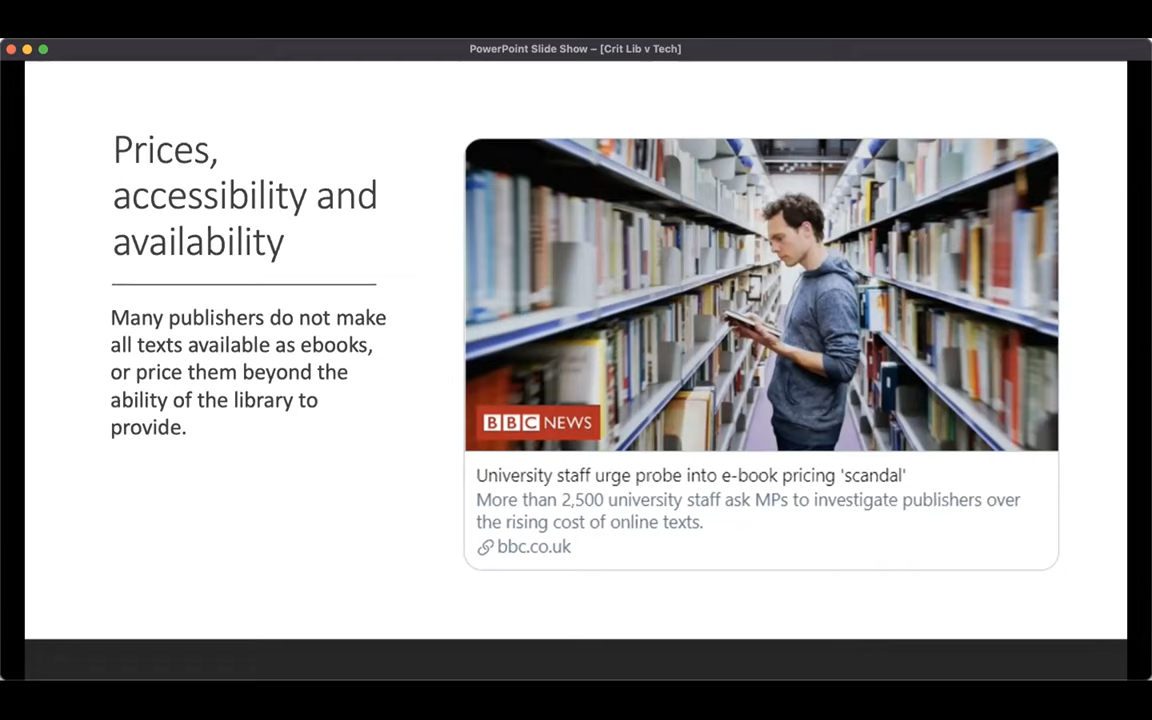 PowerPoint Slide Show – [Crit Lib v Tech]
Prices,
accessibility and
availability
Many publishers do not make
all texts available as ebooks,
or price them beyond the
ability of the library to
provide.
BBC NEWS
University staff urge probe into e-book pricing 'scandal'
More than 2,500 university staff ask MPs to investigate publishers over
the rising cost of online texts.
bbc.co.uk